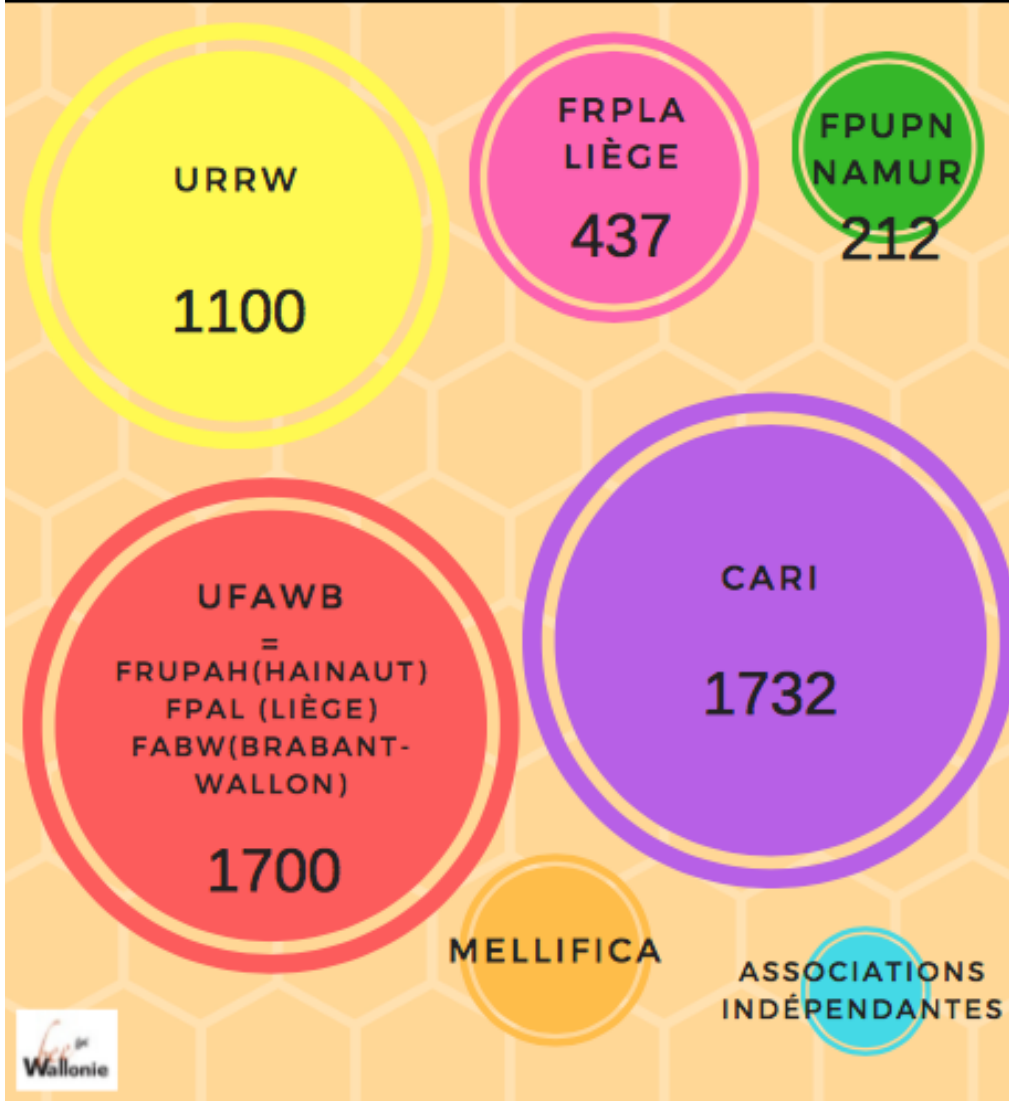 URRW
1100
FRPLA
LIÈGE
437
FPUPN
NAMUR
212
UFAWB
=
FRUPAH(HAINAUT)
FPAL (LIÈGE)
FABW(BRABANT-
WALLON)
1700
CARI
1732
MELLIFICA
ASSOCIATIONS
INDÉPENDANTES
bee
Wallonie